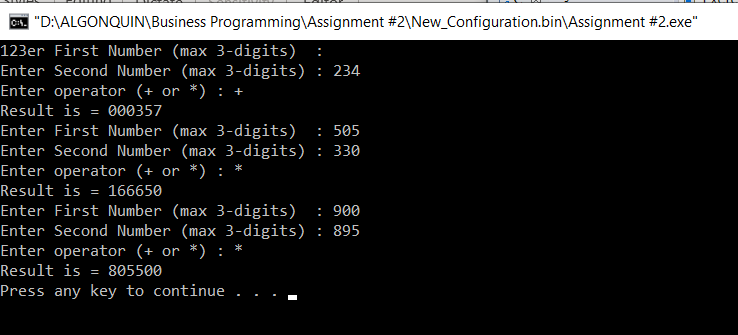 "D:\ALGONQUIN\Business Programming\Assignment #2\New_Configuration.bin\Assignment #2.exe"
123er First Number (max 3-digits)  :
Enter Second Number (max 3-digits) : 234
Enter operator (+ or *) : +
Result is = 000357
Enter First Number (max 3-digits)  : 505
Enter Second Number (max 3-digits) : 330
Enter operator (+ or *) : *
Result is = 166650
Enter First Number (max 3-digits)  : 900
Enter Second Number (max 3-digits) : 895
Enter operator (+ or *) : *
Result is = 805500
Press any key to continue . . .